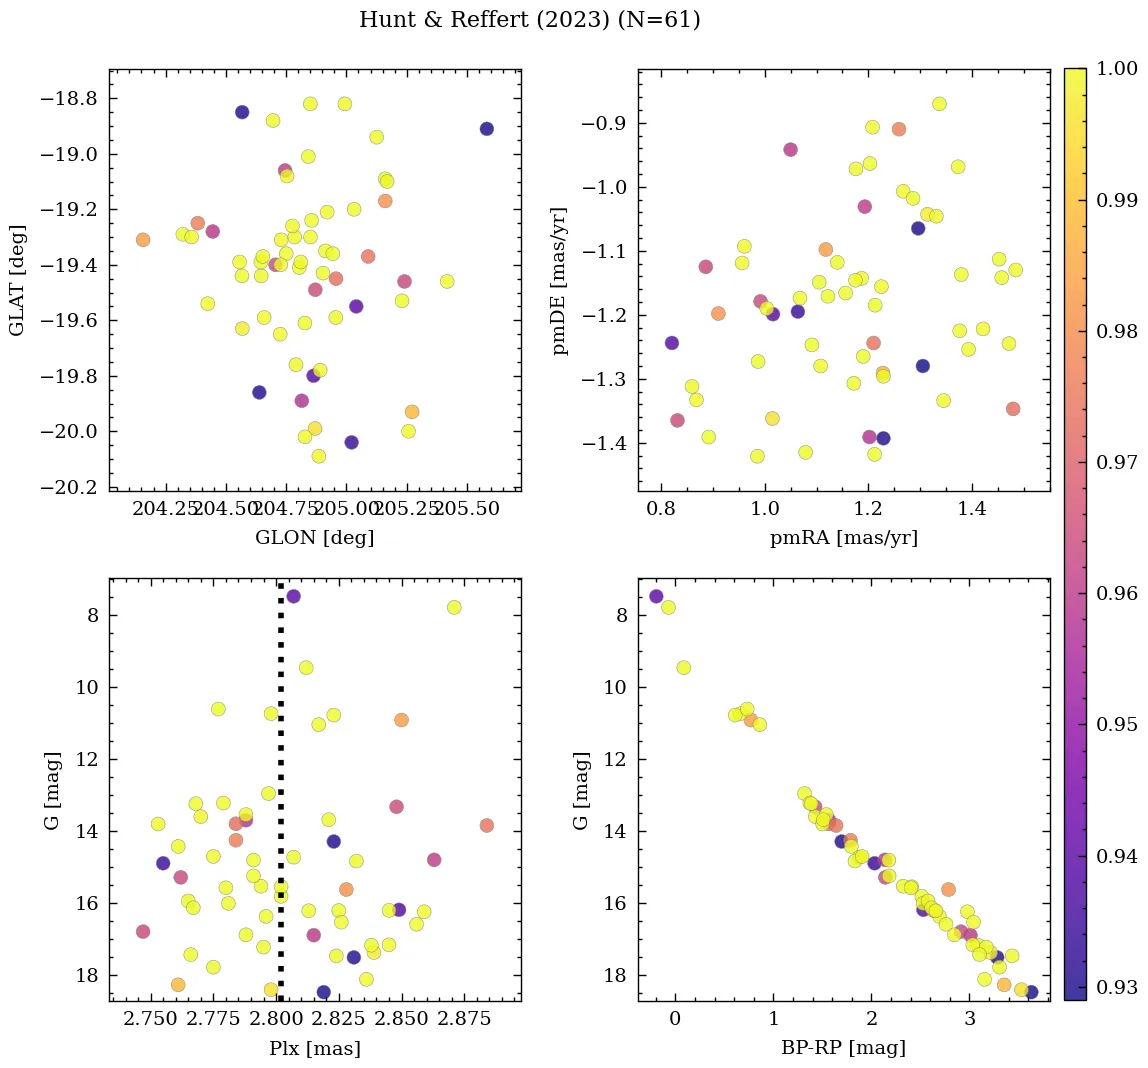 Hunt & Reffert (2023) (N=61)
−18.8
−19.0
−19.2
−19.4
−19.6
−19.8
−20.0
−20.2
GLAT [deg]
204.25 204.50 204.75 205.00 205.25 205.50
GLON [deg]
−0.9
−1.0
−1.1
−1.2
−1.3
−1.4
pmDE [mas/yr]
0.8 1.0 1.2 1.4
pmRA [mas/yr]
8
10
12
14
16
18
G [mag]
2.750 2.775 2.800 2.825 2.850 2.875
Plx [mas]
8
10
12
14
16
18
G [mag]
0 1 2 3
BP-RP [mag]
1.00
0.99
0.98
0.97
0.96
0.95
0.94
0.93